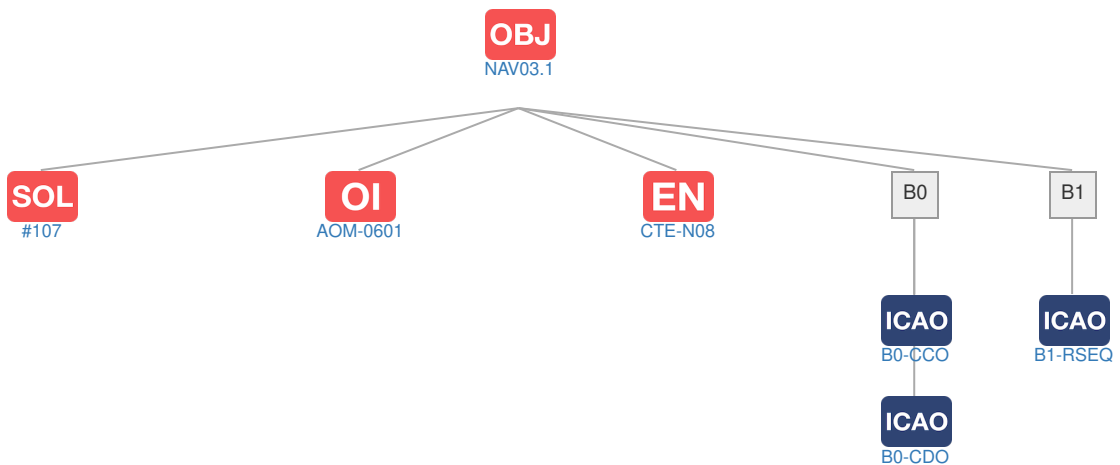 OBJ
NAV03.1
SOL
#107
OI
AOM-0601
EN
CTE-N08
B0
B1
ICAO
B0-CCO
ICAO
B1-RSEQ
ICAO
B0-CDO